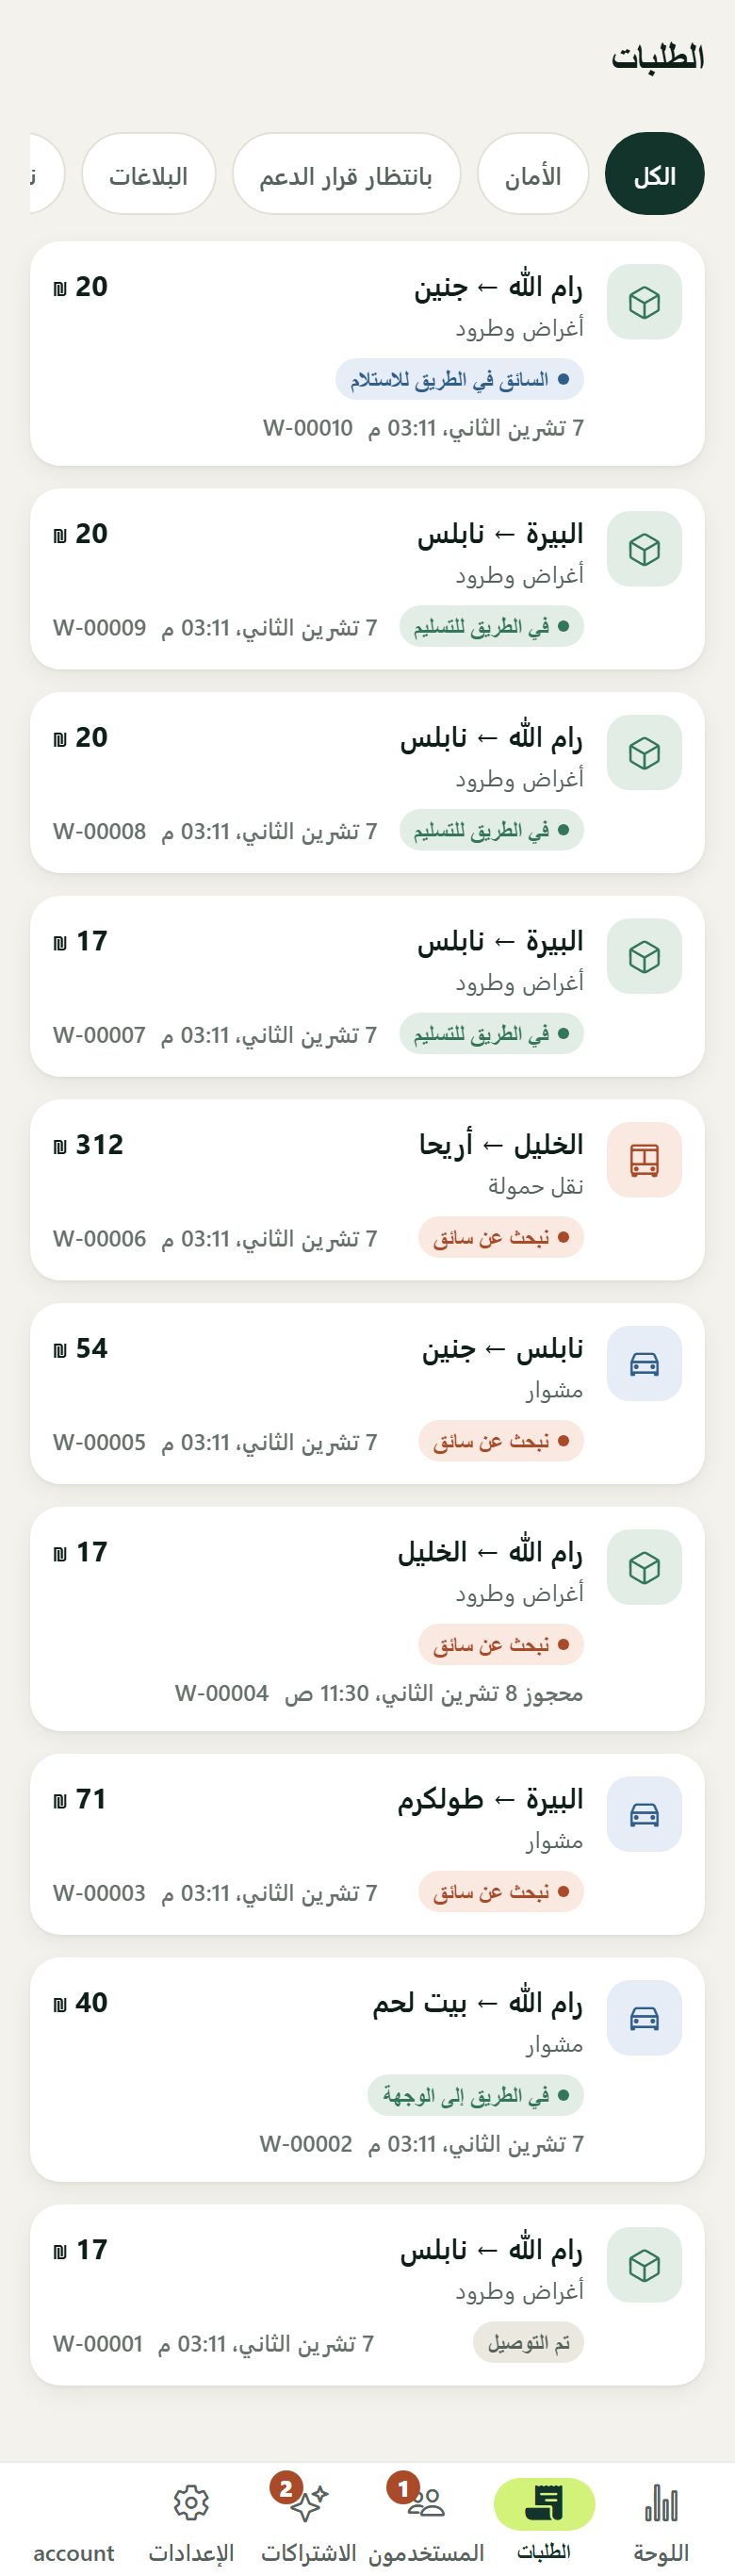 الطلبات
الكل
الأمان
بانتظار قرار الدعم
البلاغات
رام الله ← جنين
₪ 20
أغراض وطرود
السائق في الطريق للاستلام
7 تشرين الثاني، 03:11 م W-00010
البيرة ← نابلس
₪ 20
أغراض وطرود
في الطريق للتسليم
7 تشرين الثاني، 03:11 م W-00009
رام الله ← نابلس
₪ 20
أغراض وطرود
في الطريق للتسليم
7 تشرين الثاني، 03:11 م W-00008
البيرة ← نابلس
₪ 17
أغراض وطرود
في الطريق للتسليم
7 تشرين الثاني، 03:11 م W-00007
الخليل ← أريحا
₪ 312
نقل حمولة
نبحث عن سائق
7 تشرين الثاني، 03:11 م W-00006
نابلس ← جنين
₪ 54
مشوار
نبحث عن سائق
7 تشرين الثاني، 03:11 م W-00005
رام الله ← الخليل
₪ 17
أغراض وطرود
نبحث عن سائق
محجوز 8 تشرين الثاني، 11:30 ص W-00004
البيرة ← طولكرم
₪ 71
مشوار
نبحث عن سائق
7 تشرين الثاني، 03:11 م W-00003
رام الله ← بيت لحم
₪ 40
مشوار
في الطريق إلى الوجهة
7 تشرين الثاني، 03:11 م W-00002
رام الله ← نابلس
₪ 17
أغراض وطرود
تم التوصيل
7 تشرين الثاني، 03:11 م W-00001
اللوحة
الطلبات
1
المستخدمون
2
الاشتراكات
الإعدادات
account